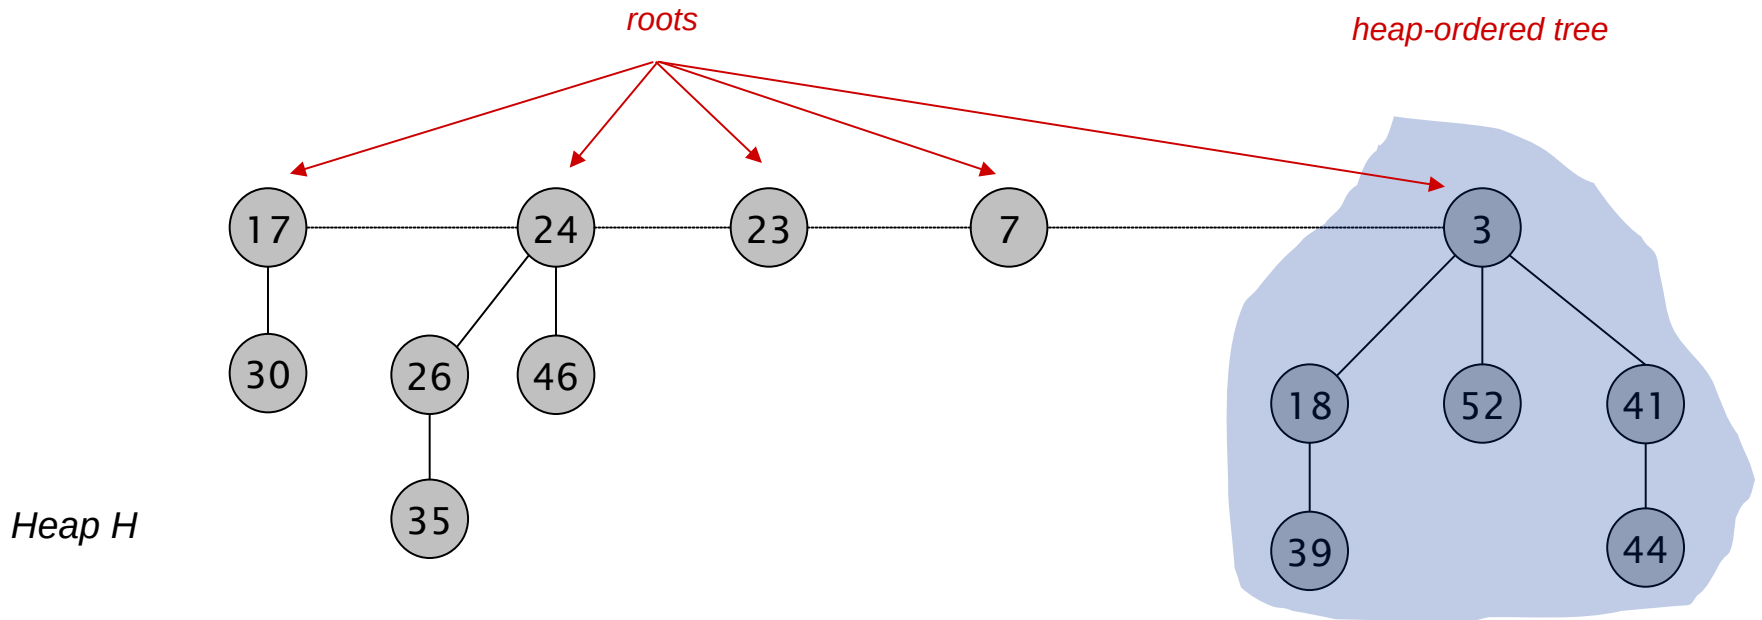 roots
heap-ordered tree
17 24 23 7 3
30 26 46 18 52 41
35 39 44
Heap H